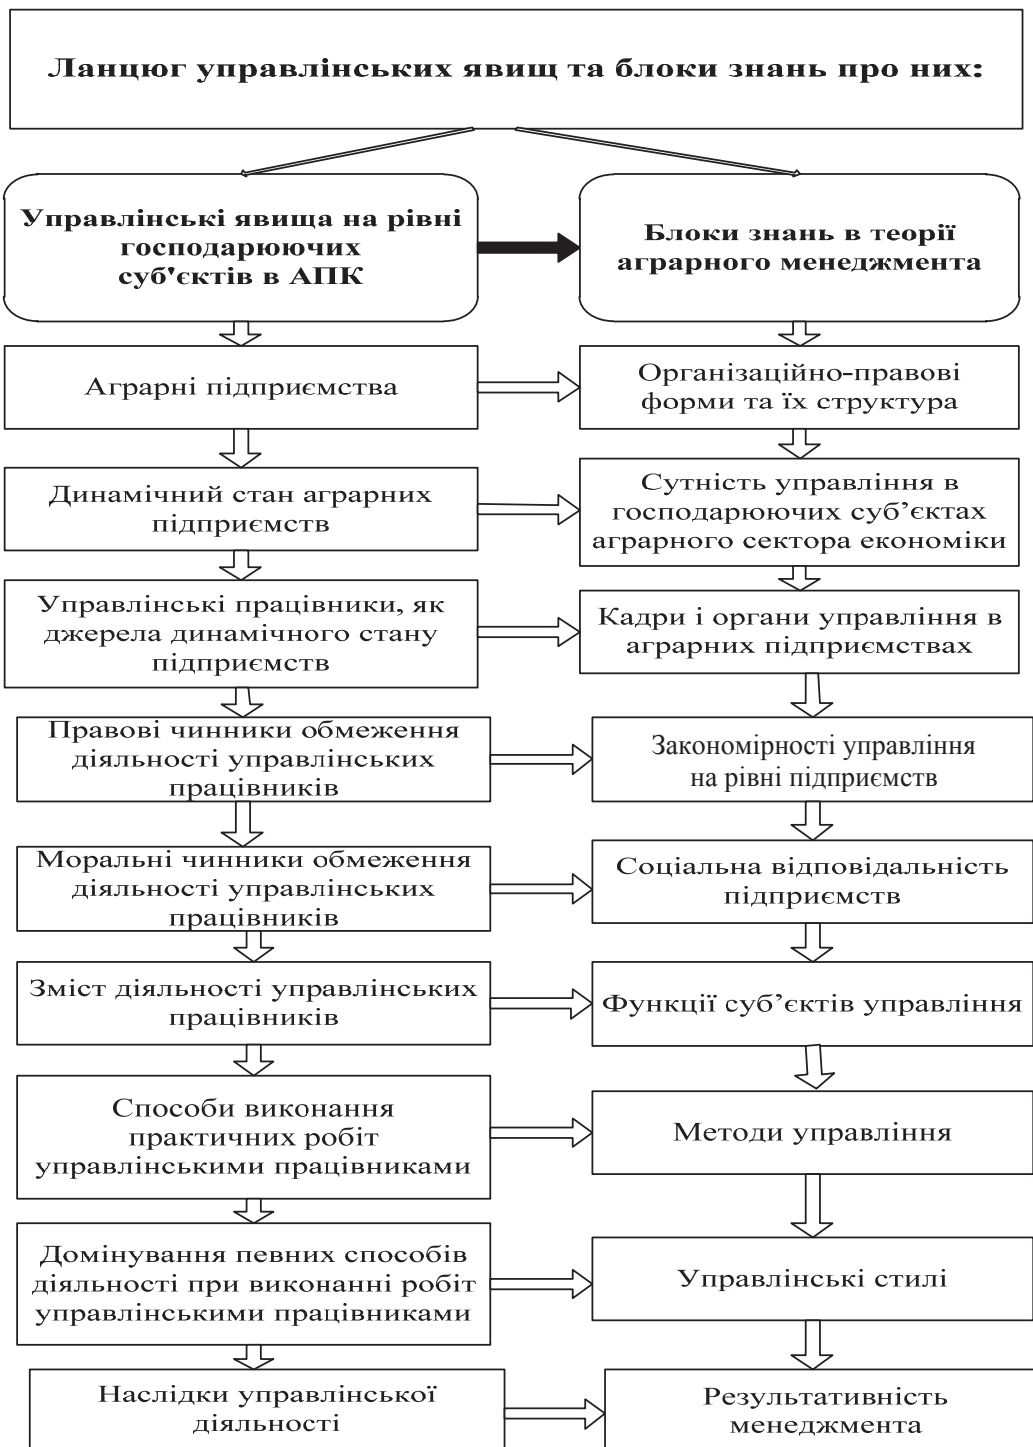 Ланцюг управлінських явищ та блоки знань про них:
Управлінські явища на рівні
господарюючих
суб'єктів в АПК
Блоки знань в теорії
аграрного менеджмента
Аграрні підприємства
Організаційно-правові
форми та їх структура
Динамічний стан аграрних
підприємств
Сутність управління в
господарюючих суб’єктах
аграрного сектора економіки
Управлінські працівники, як
джерела динамічного стану
підприємств
Кадри і органи управління в
аграрних підприємствах
Правові чинники обмеження
діяльності управлінських
працівників
Закономірності управління
на рівні підприємств
Моральні чинники обмеження
діяльності управлінських
працівників
Соціальна відповідальність
підприємств
Зміст діяльності управлінських
працівників
Функції суб’єктів управління
Способи виконання
практичних робіт
управлінськими працівниками
Методи управління
Домінування певних способів
діяльності при виконанні робіт
управлінськими працівниками
Управлінські стилі
Наслідки управлінської
діяльності
Результативність
менеджмента